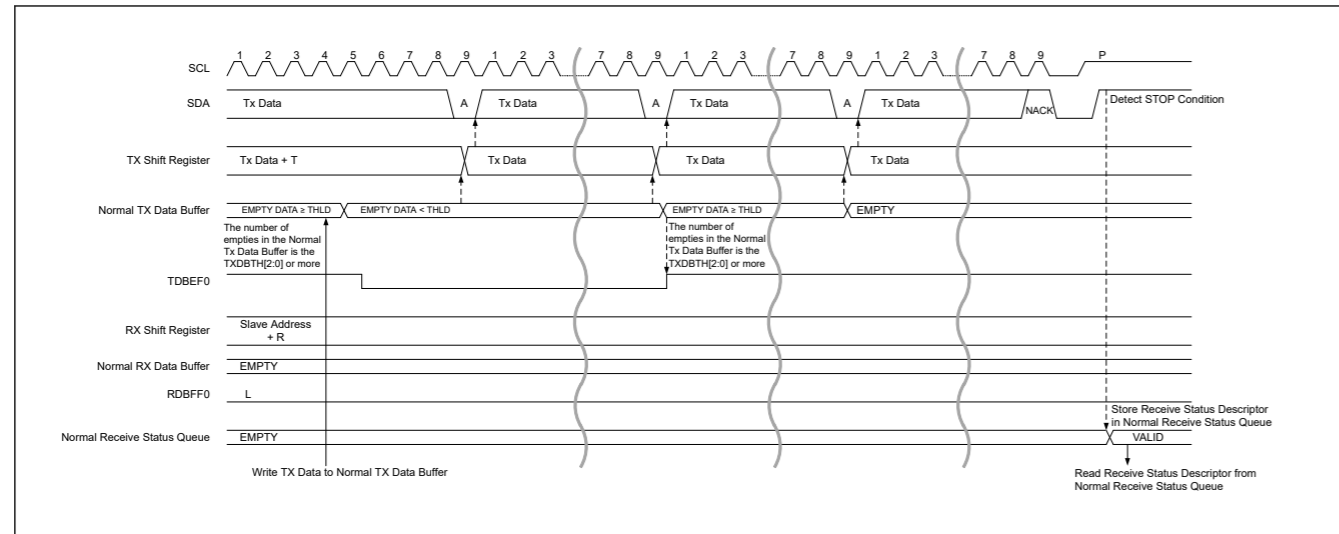 SCL 1 2 3 4 5 6 7 8 9 1 2 3 7 8 9 1 2 3 7 8 9 1 2 3 7 8 9 P
SDA Tx Data A Tx Data A Tx Data A Tx Data NACK Detect STOP Condition
TX Shift Register Tx Data + T Tx Data Tx Data Tx Data
Normal TX Data Buffer EMPTY DATA ≥ THLD EMPTY DATA < THLD EMPTY DATA ≥ THLD EMPTY
The number of
empties in the Normal
Tx Data Buffer is the
TXDBTH[2:0] or more
The number of
empties in the Normal
Tx Data Buffer is the
TXDBTH[2:0] or more
TDBEF0
RX Shift Register Slave Address
+ R
Normal RX Data Buffer EMPTY
RDBFF0 L
Store Receive Status Descriptor
in Normal Receive Status Queue
Normal Receive Status Queue EMPTY VALID
Write TX Data to Normal TX Data Buffer
Read Receive Status Descriptor from
Normal Receive Status Queue